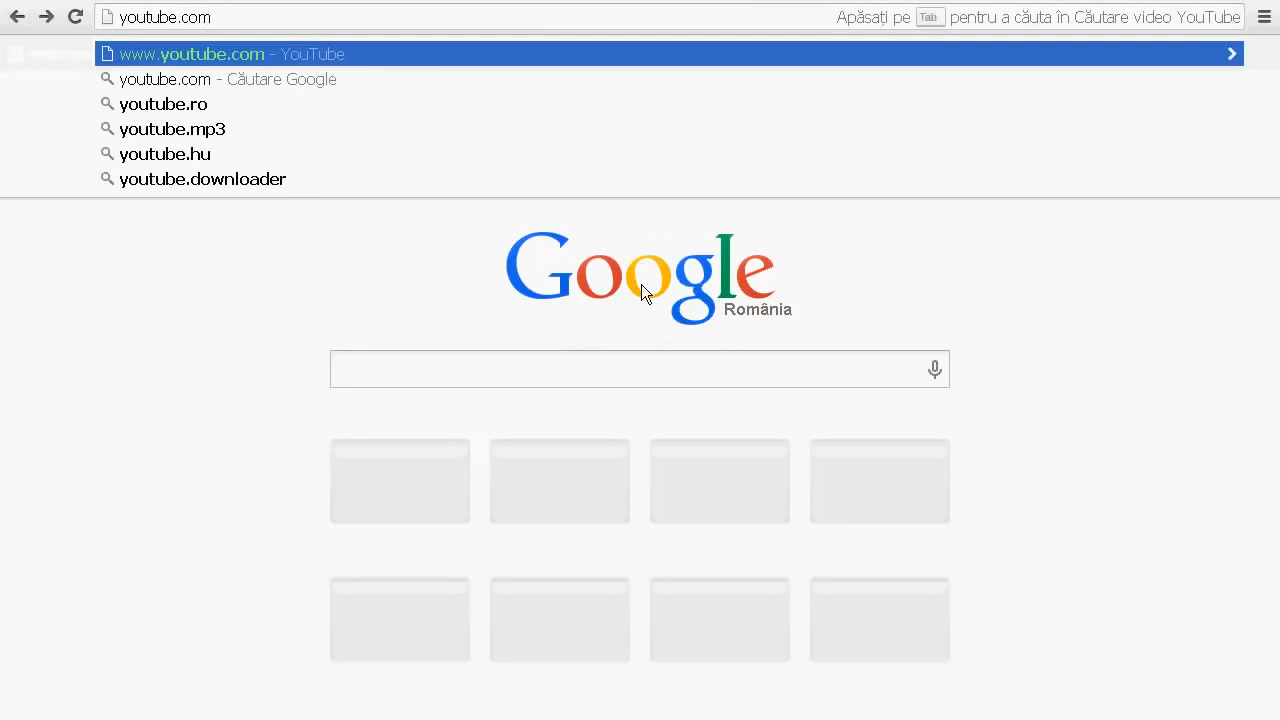 youtube.com Apăsați pe Tab pentru a căuta în Căutare video YouTube
www.youtube.com - YouTube
youtube.com - Căutare Google
youtube.ro
youtube.mp3
youtube.hu
youtube.downloader
Google
România